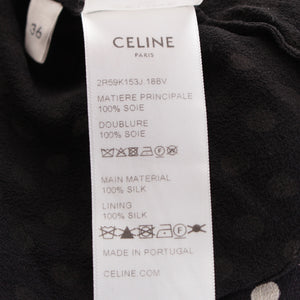 36
CELINE
PARIS
2R59K153J.18BV
MATIERE PRINCIPALE
100% SOIE
DOUBLURE
100% SOIE
MAIN MATERIAL
100% SILK
LINING
100% SILK
MADE IN PORTUGAL
CELINE.COM